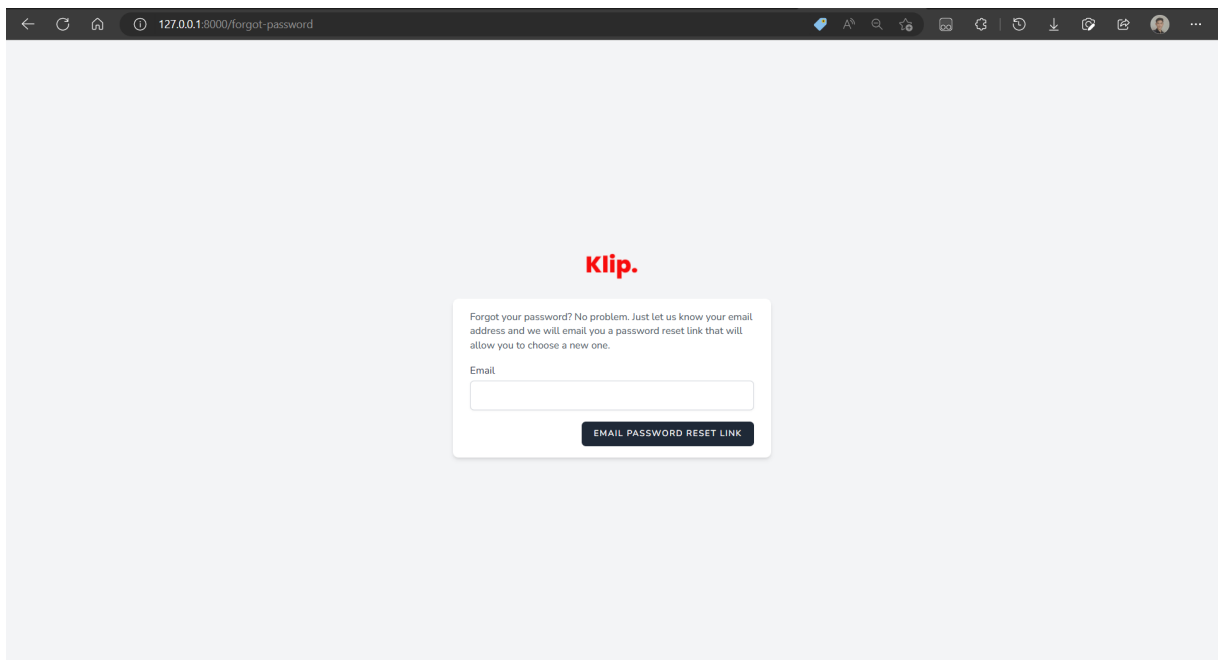 127.0.0.1:8000/forgot-password
Klip.
Forgot your password? No problem. Just let us know your email
address and we will email you a password reset link that will
allow you to choose a new one.
Email
EMAIL PASSWORD RESET LINK